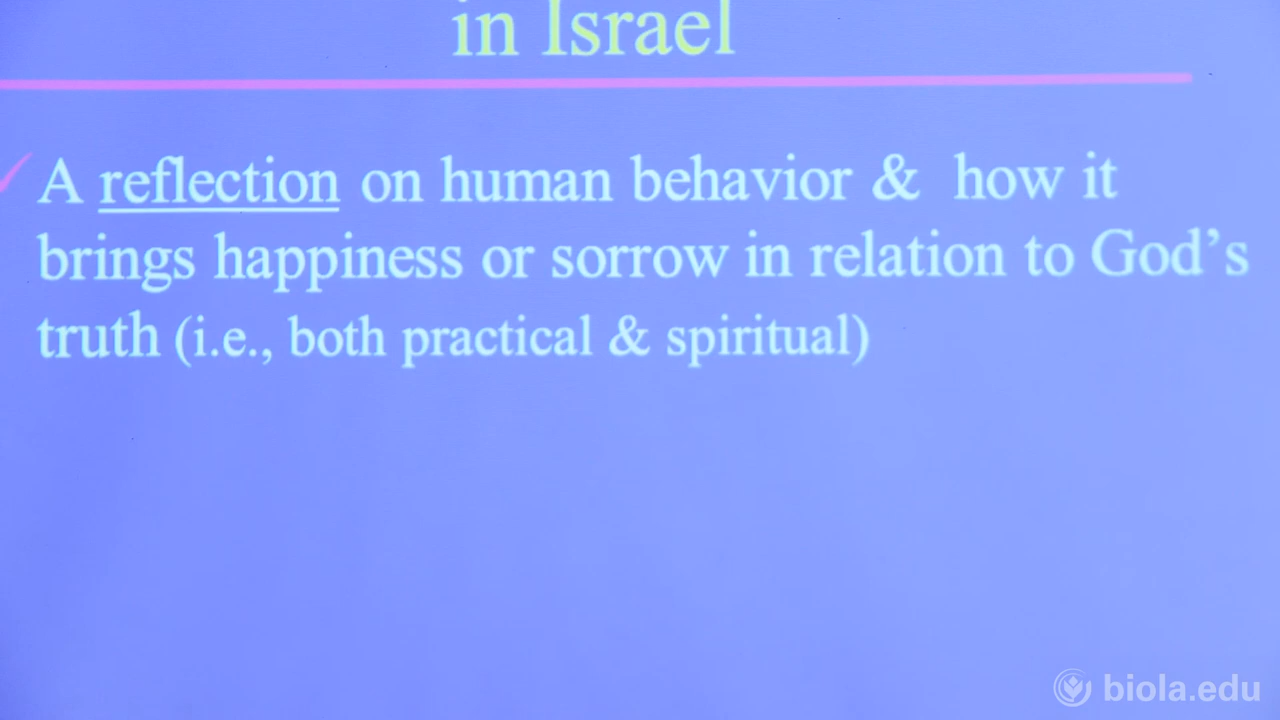 in Israel
A reflection on human behavior & how it
brings happiness or sorrow in relation to God’s
truth (i.e., both practical & spiritual)
biola.edu